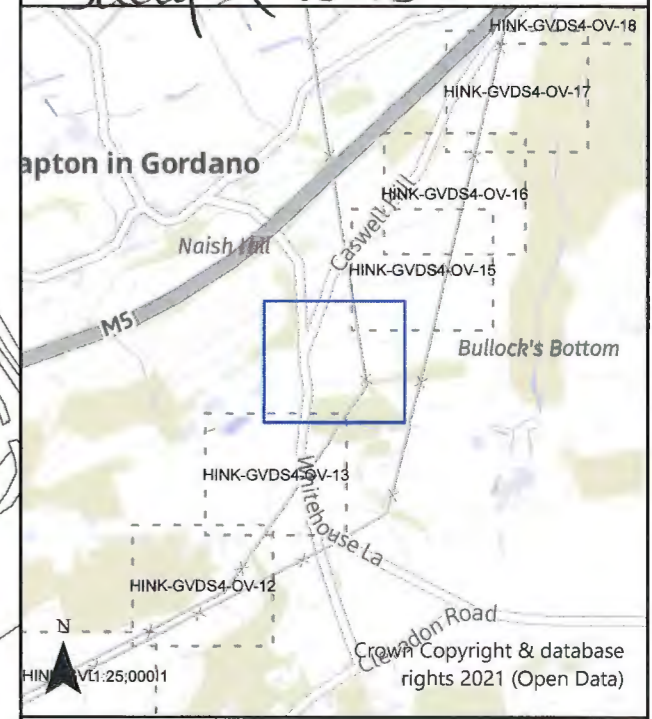 HINK-GVDS4-OV-18
HINK-GVDS4-OV-17
apton in Gordano
HINK-GVDS4-OV-16
Caswell Hill
Naish Hill
HINK-GVDS4-OV-15
M5
Bullock's Bottom
HINK-GVDS4-OV-13
Whitehouse La
HINK-GVDS4-OV-12
N
Clevedon Road
Crown Copyright & database
rights 2021 (Open Data)
1:25,000